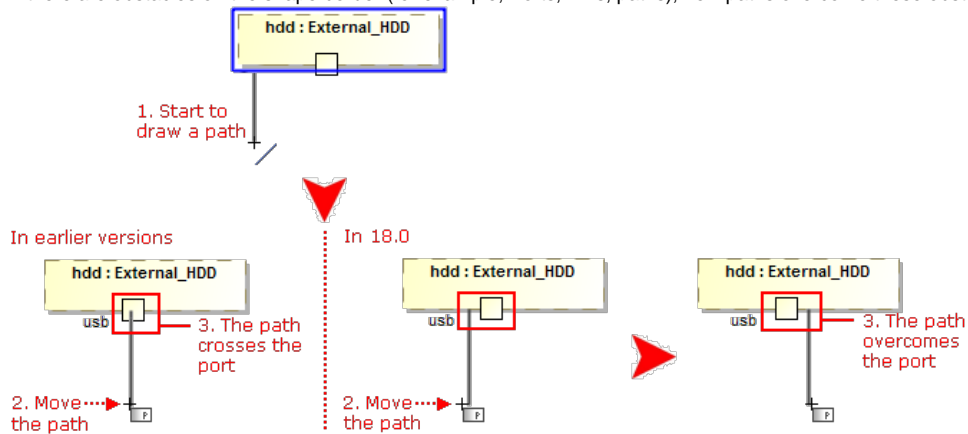 hdd : External_HDD
1. Start to
draw a path
In earlier versions
In 18.0
hdd : External_HDD
usb
3. The path
crosses the
port
2. Move
the path
P
hdd : External_HDD
usb
2. Move
the path
P
hdd : External_HDD
usb
3. The path
overcomes
the port
P